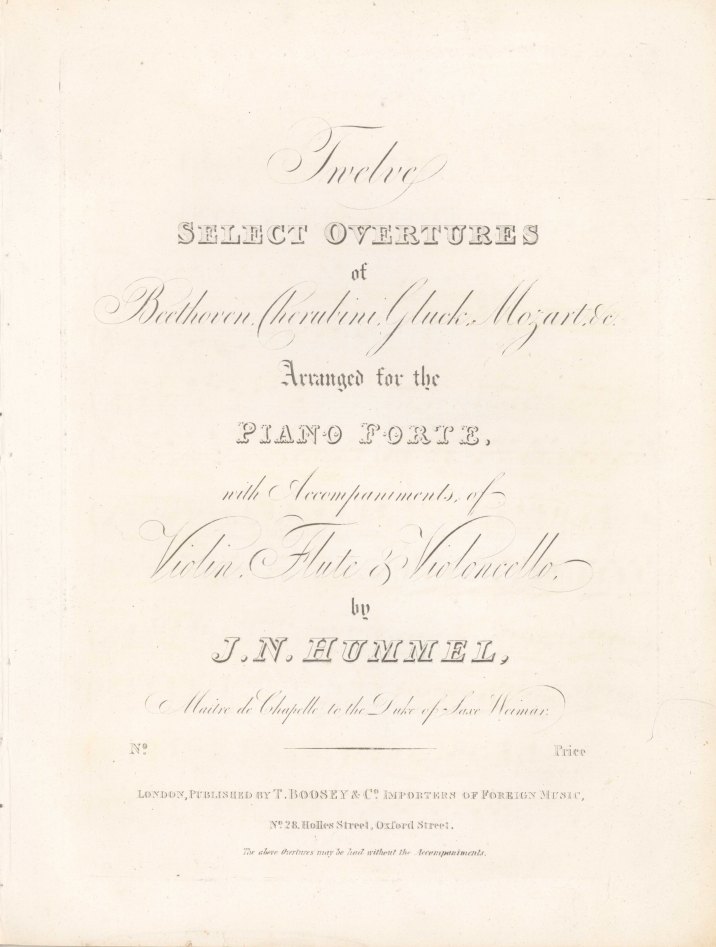 Twelve
SELECT OVERTURES
of
Beethoven, Cherubini, Gluck, Mozart, &c.
Arranged for the
PIANO FORTE,
with Accompaniments, of
Violin, Flute & Violoncello,
by
J. N. HUMMEL,
Maitre de Chapelle to the Duke of Saxe Weimar.
No. Price
LONDON, PUBLISHED BY T. BOOSEY & Co. IMPORTERS OF FOREIGN MUSIC,
No. 28. Holles Street, Oxford Street.
The above Overtures may be had without the Accompaniments.